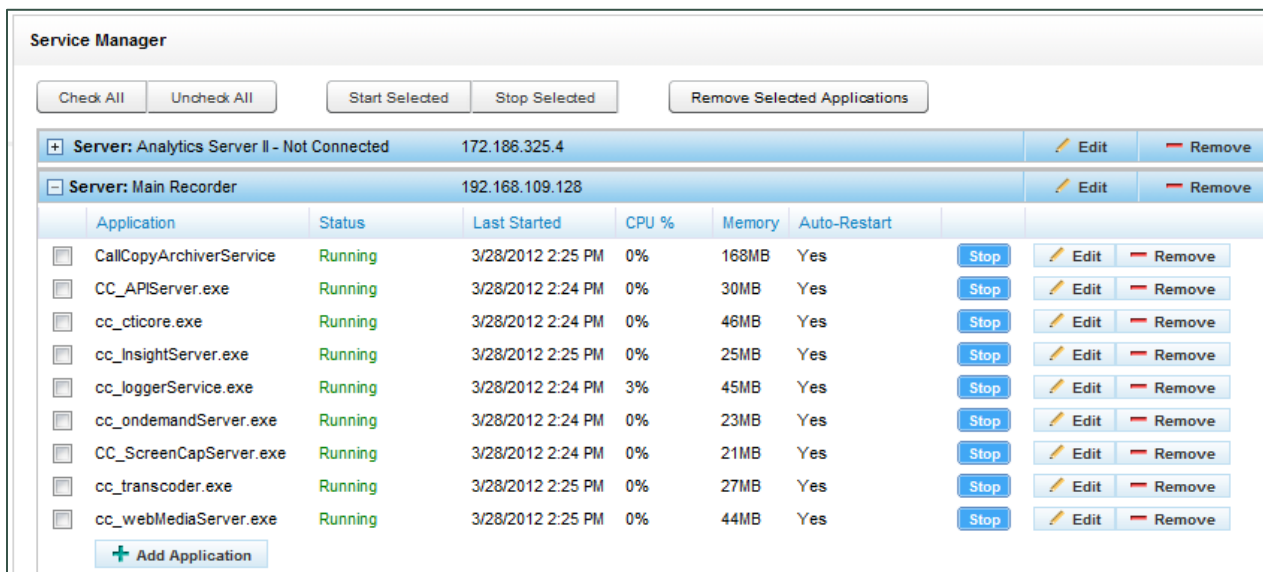 Service Manager
Check All Uncheck All Start Selected Stop Selected Remove Selected Applications
Server: Analytics Server II - Not Connected 172.186.325.4 Edit Remove
Server: Main Recorder 192.168.109.128 Edit Remove
Application Status Last Started CPU % Memory Auto-Restart
CallCopyArchiverService Running 3/28/2012 2:25 PM 0% 168MB Yes Stop Edit Remove
CC_APIServer.exe Running 3/28/2012 2:24 PM 0% 30MB Yes Stop Edit Remove
cc_cticore.exe Running 3/28/2012 2:24 PM 0% 46MB Yes Stop Edit Remove
cc_InsightServer.exe Running 3/28/2012 2:24 PM 0% 25MB Yes Stop Edit Remove
cc_loggerService.exe Running 3/28/2012 2:24 PM 3% 45MB Yes Stop Edit Remove
cc_ondemandServer.exe Running 3/28/2012 2:24 PM 0% 23MB Yes Stop Edit Remove
CC_ScreenCapServer.exe Running 3/28/2012 2:24 PM 0% 21MB Yes Stop Edit Remove
cc_transcoder.exe Running 3/28/2012 2:25 PM 0% 27MB Yes Stop Edit Remove
cc_webMediaServer.exe Running 3/28/2012 2:25 PM 0% 44MB Yes Stop Edit Remove
Add Application